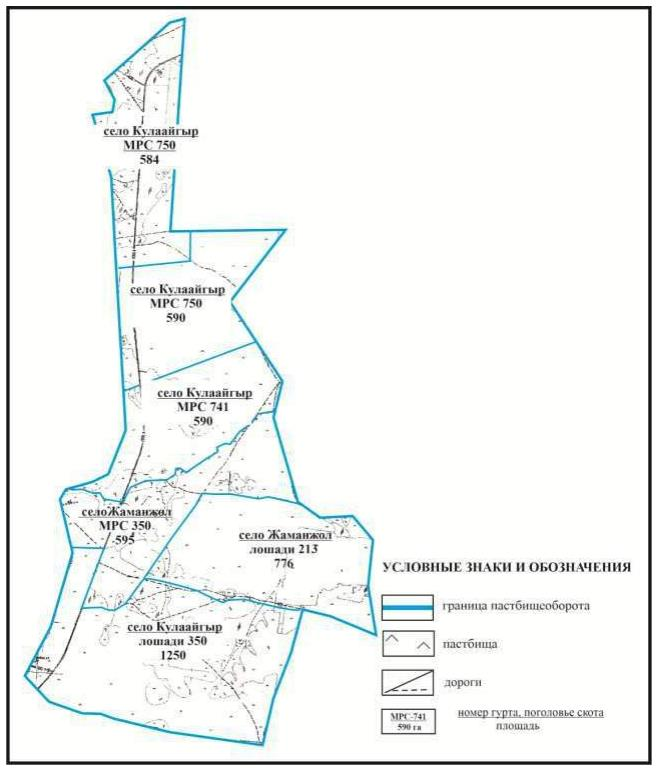 село Кулаайгыр
МРС 750
584
село Кулаайгыр
МРС 750
590
село Кулаайгыр
МРС 741
590
селоЖаманжол
МРС 350
595
село Жаманжол
лошади 213
776
село Кулаайгыр
лошади 350
1250
УСЛОВНЫЕ ЗНАКИ И ОБОЗНАЧЕНИЯ
граница пастбищеоборота
пастбища
дороги
МРС-741
590 га
номер гурта, поголовье скота
площадь